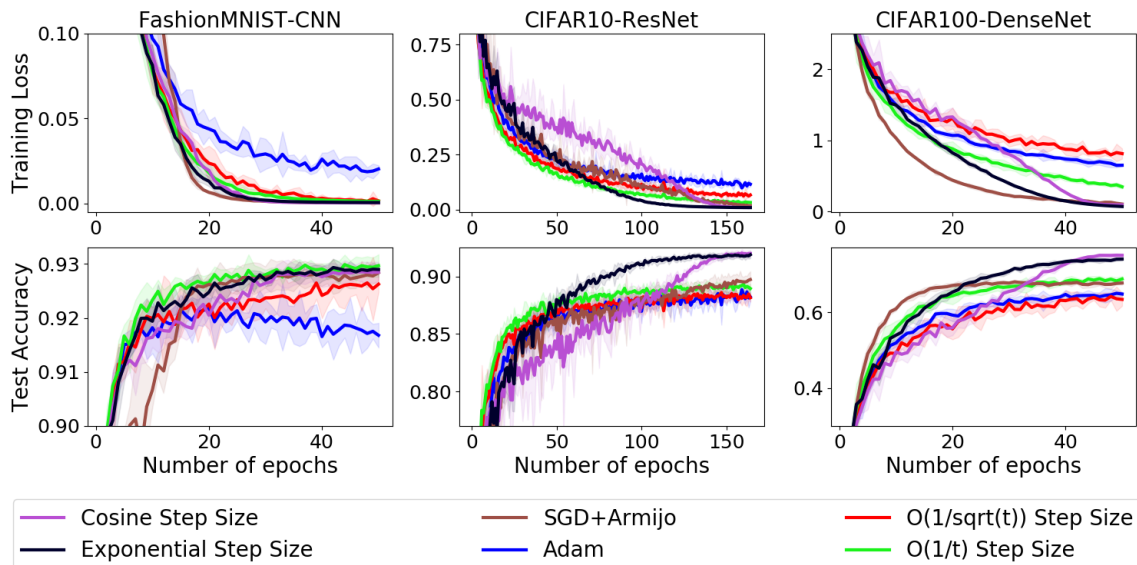 FashionMNIST-CNN
CIFAR10-ResNet
CIFAR100-DenseNet
Training Loss
0.10
0.05
0.00
20
40
0
0.75
0.50
0.25
0.00
0
50
100
150
2
1
0
0
20
40
Test Accuracy
0.93
0.92
0.91
0.90
0
20
40
Number of epochs
0.90
0.85
0.80
0
50
100
150
Number of epochs
0.6
0.4
0
20
40
Number of epochs
Cosine Step Size
SGD+Armijo
O(1/sqrt(t)) Step Size
Exponential Step Size
Adam
O(1/t) Step Size